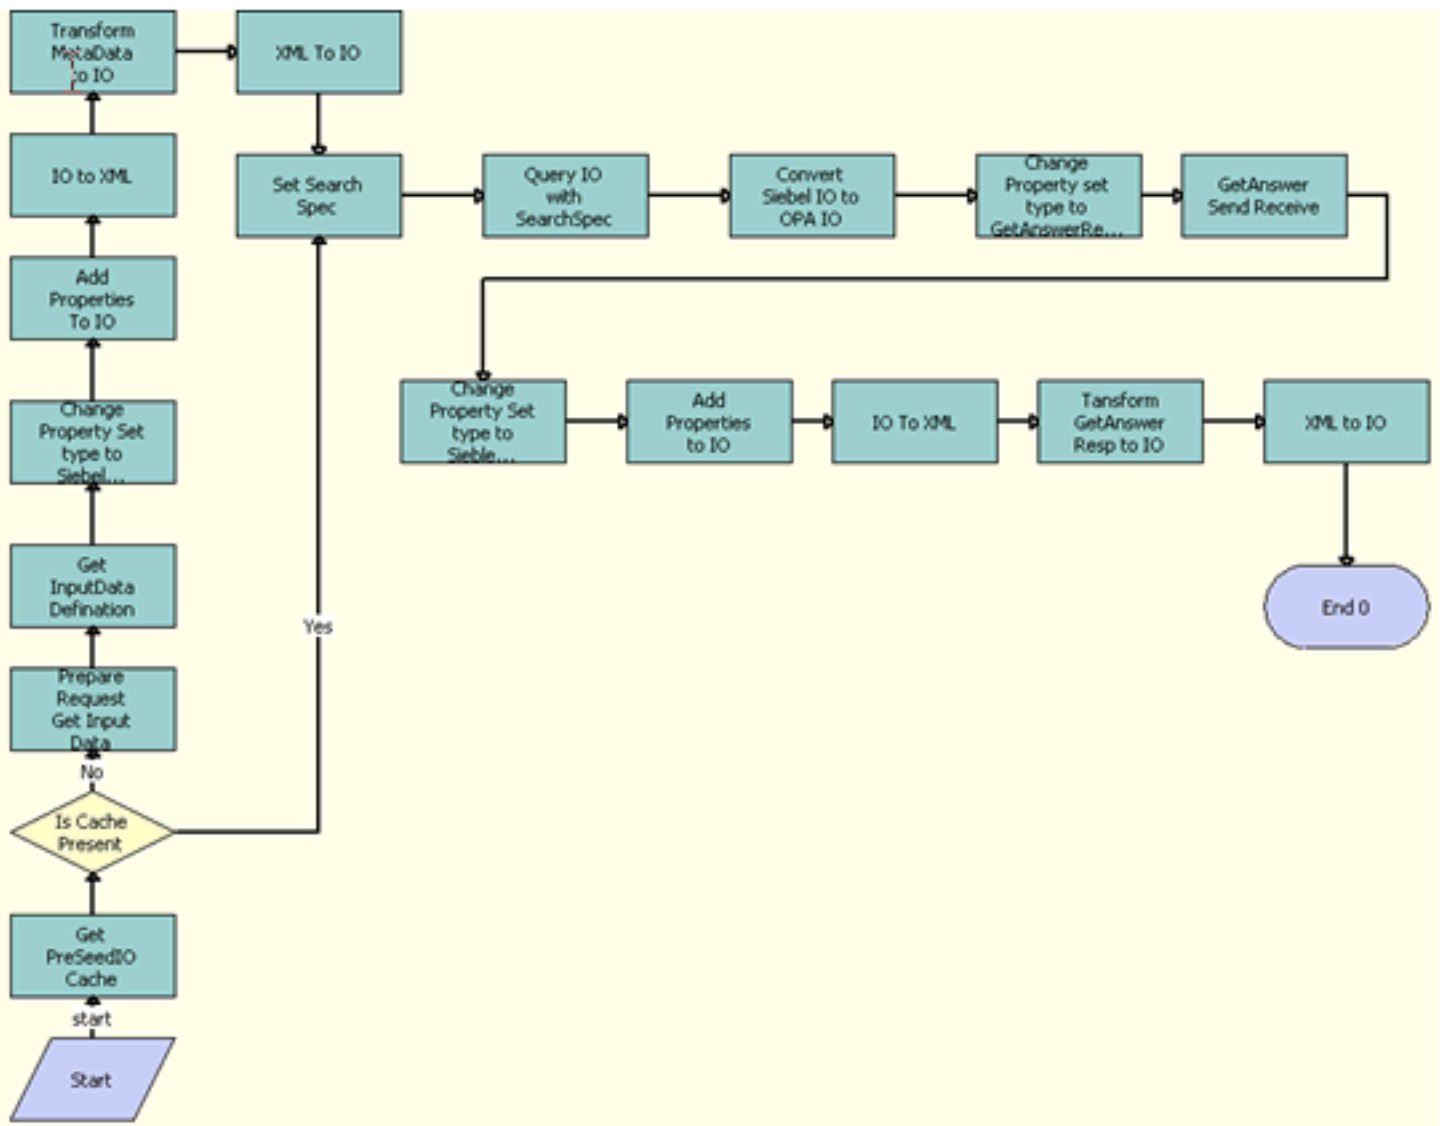 Transform
MetaData
to IO
XML To IO
IO to XML
Set Search
Spec
Query IO
with
SearchSpec
Convert
Siebel IO to
OPA IO
Change
Property set
type to
GetAnswerRe...
GetAnswer
Send Receive
Add
Properties
To IO
Change
Property Set
type to
Siebel...
Change
Property Set
type to
Sieble...
Add
Properties
to IO
IO To XML
Tansform
GetAnswer
Resp to IO
XML to IO
Get
InputData
Defination
End 0
Yes
Prepare
Request
Get Input
Data
No
Is Cache
Present
Get
PreSeedIO
Cache
start
Start